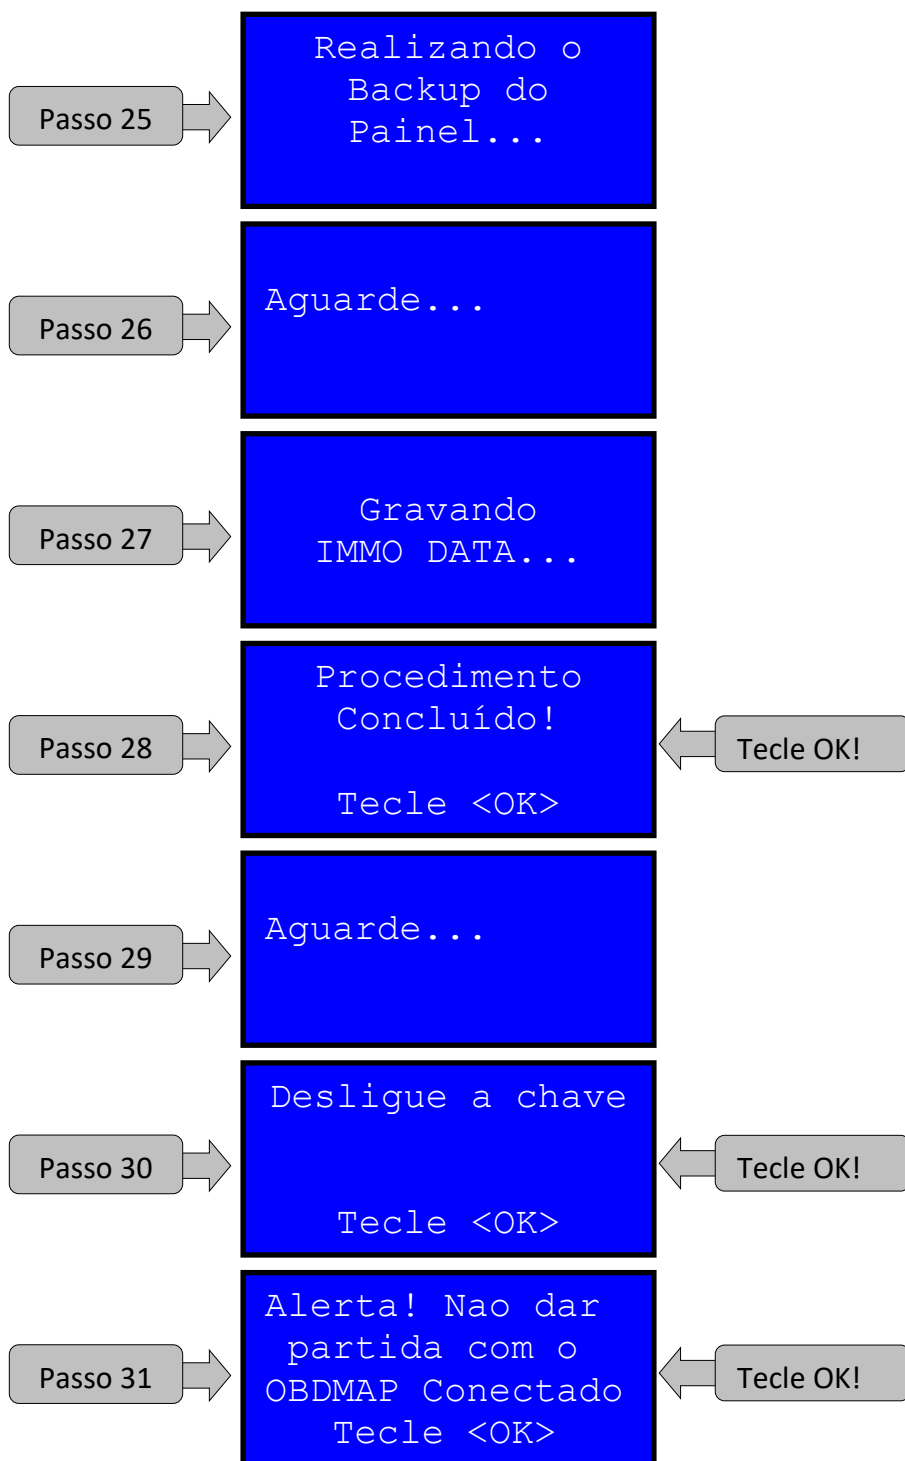 Passo 25
Realizando o
Backup do
Painel...
Passo 26
Aguarde...
Passo 27
Gravando
IMMO DATA...
Passo 28
Procedimento
Concluído!
Tecle <OK>
Tecle OK!
Passo 29
Aguarde...
Passo 30
Desligue a chave
Tecle <OK>
Tecle OK!
Passo 31
Alerta! Nao dar
partida com o
OBDMAP Conectado
Tecle <OK>
Tecle OK!